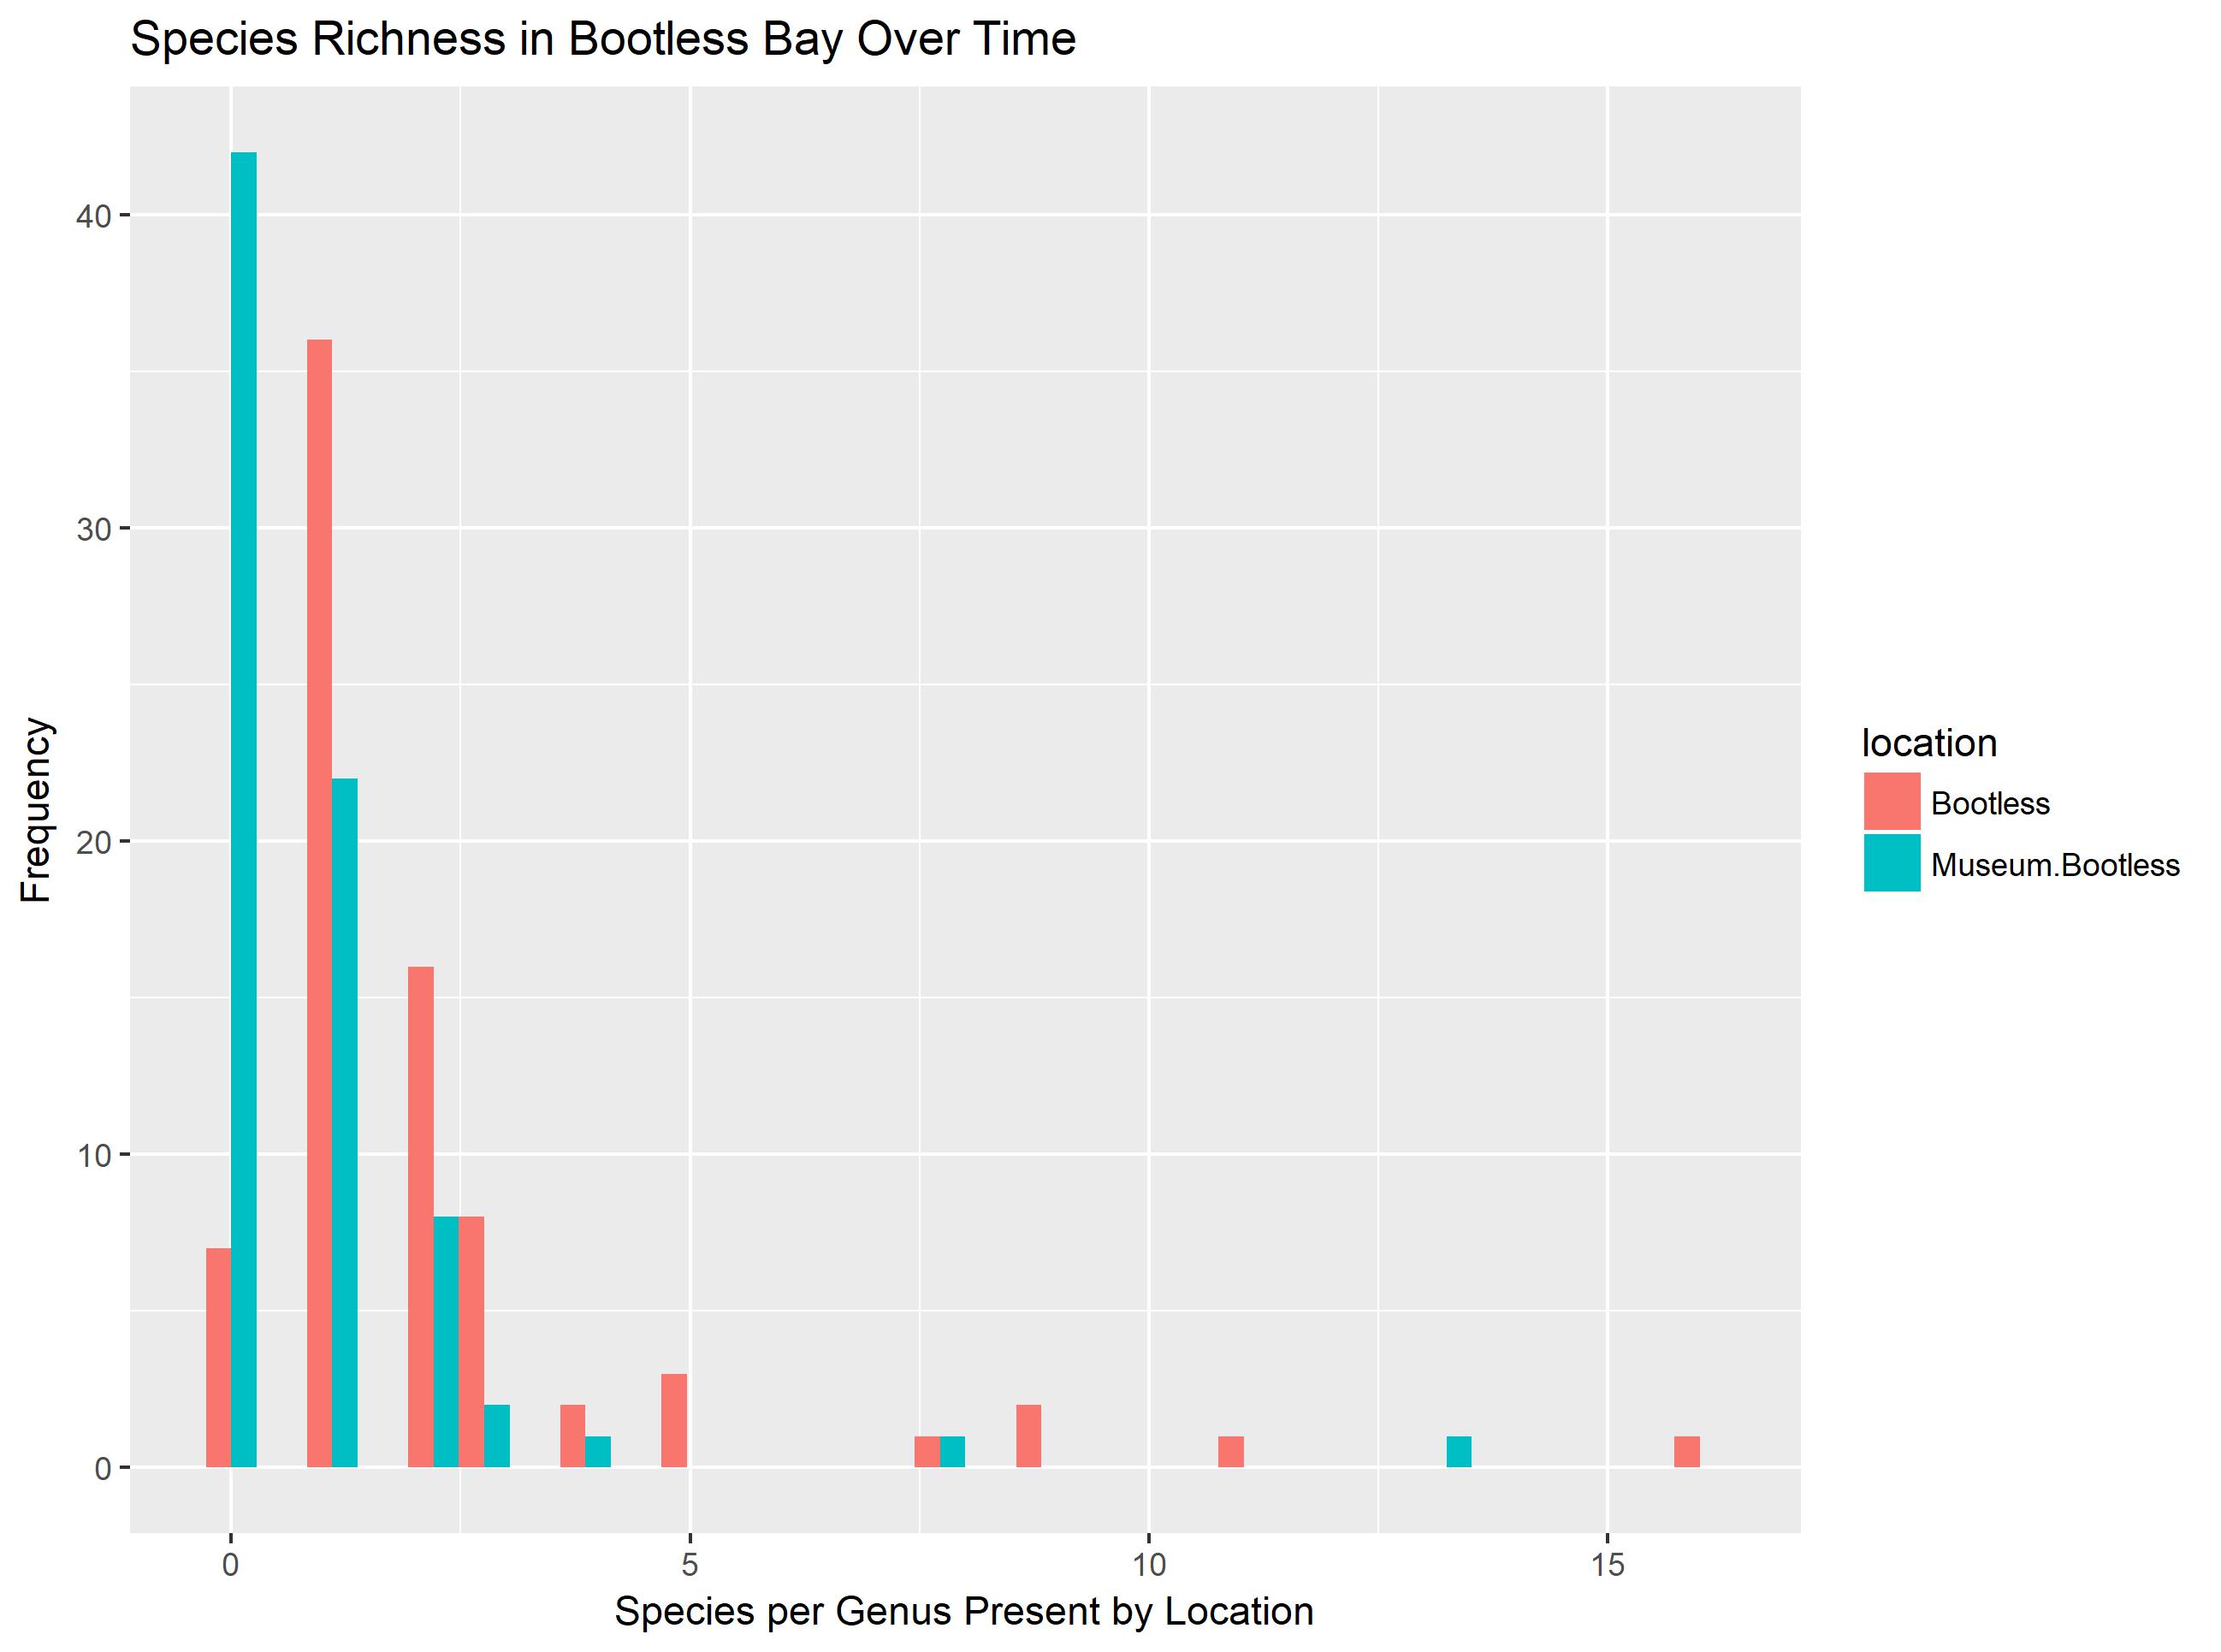 Species Richness in Bootless Bay Over Time
40
30
20
10
0
Frequency
0 5 10 15
Species per Genus Present by Location
location
Bootless
Museum.Bootless